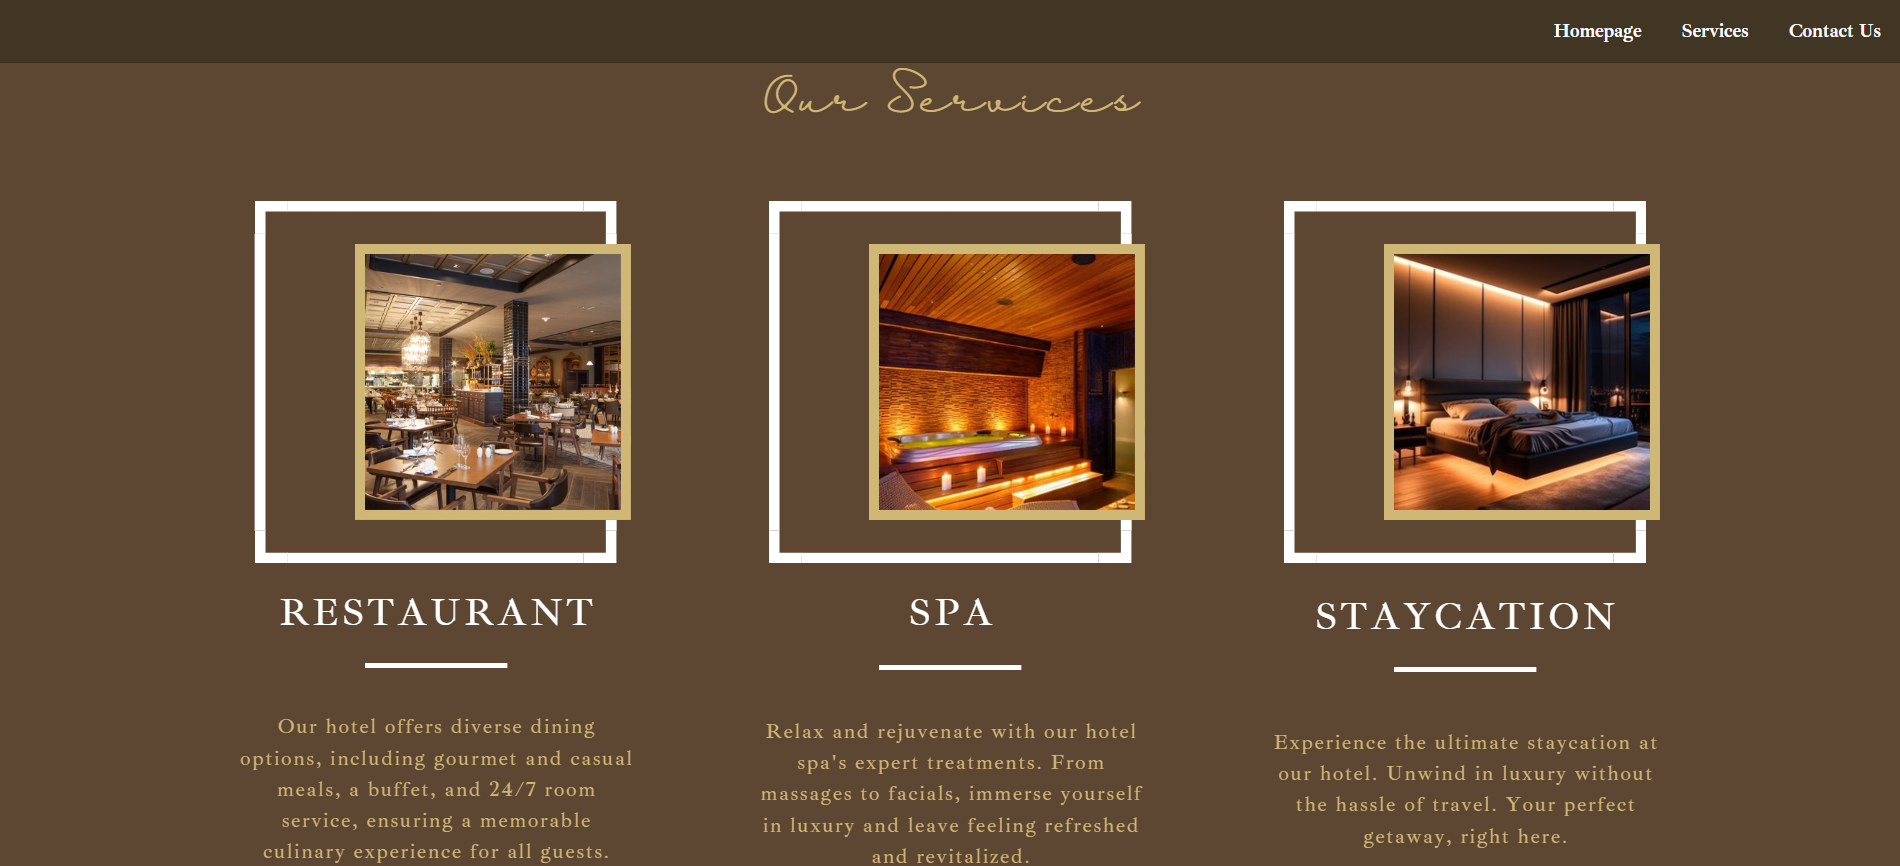 Homepage Services Contact Us
Our Services
RESTAURANT
Our hotel offers diverse dining
options, including gourmet and casual
meals, a buffet, and 24/7 room
service, ensuring a memorable
culinary experience for all guests.
SPA
Relax and rejuvenate with our hotel
spa's expert treatments. From
massages to facials, immerse yourself
in luxury and leave feeling refreshed
and revitalized.
STAYCATION
Experience the ultimate staycation at
our hotel. Unwind in luxury without
the hassle of travel. Your perfect
getaway, right here.